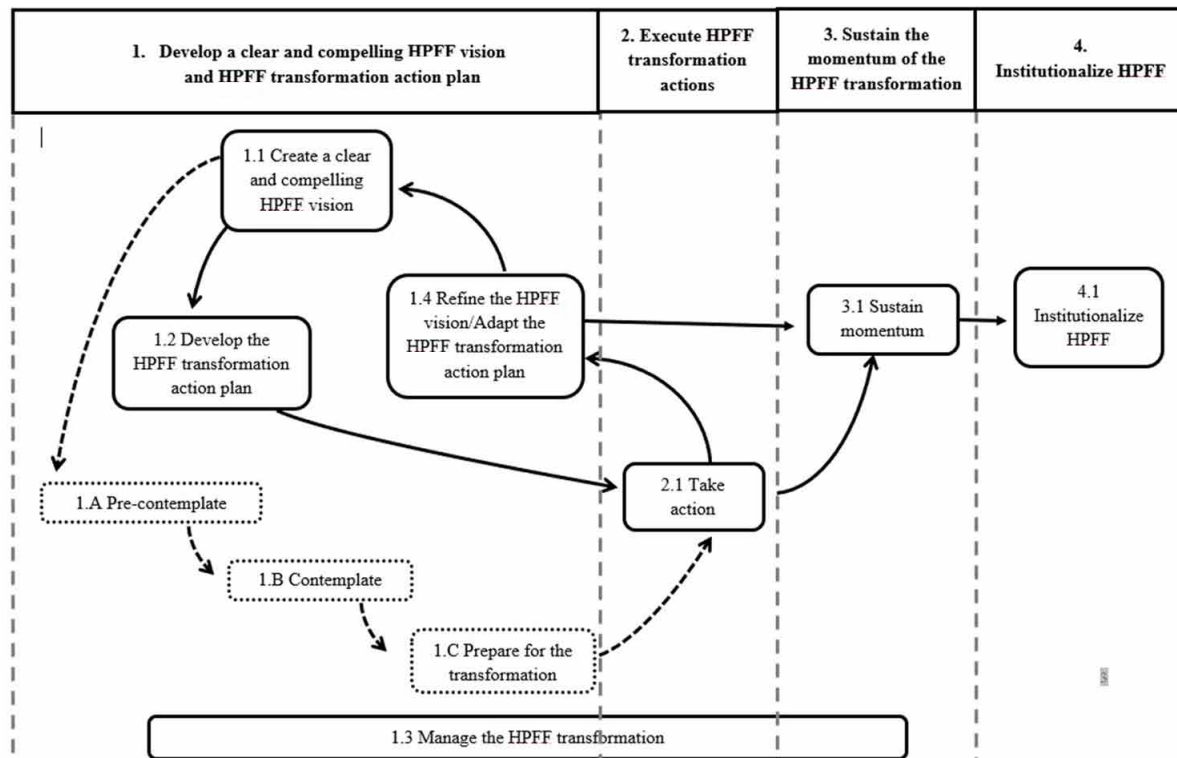 1. Develop a clear and compelling HPFF vision
and HPFF transformation action plan
2. Execute HPFF
transformation
actions
3. Sustain the
momentum of the
HPFF transformation
4.
Institutionalize HPFF
1.1 Create a clear
and compelling
HPFF vision
1.4 Refine the HPFF
vision/Adapt the
HPFF transformation
action plan
1.2 Develop the
HPFF transformation
action plan
3.1 Sustain
momentum
4.1
Institutionalize
HPFF
1.A Pre-contemplate
2.1 Take
action
1.B Contemplate
1.C Prepare for the
transformation
1.3 Manage the HPFF transformation